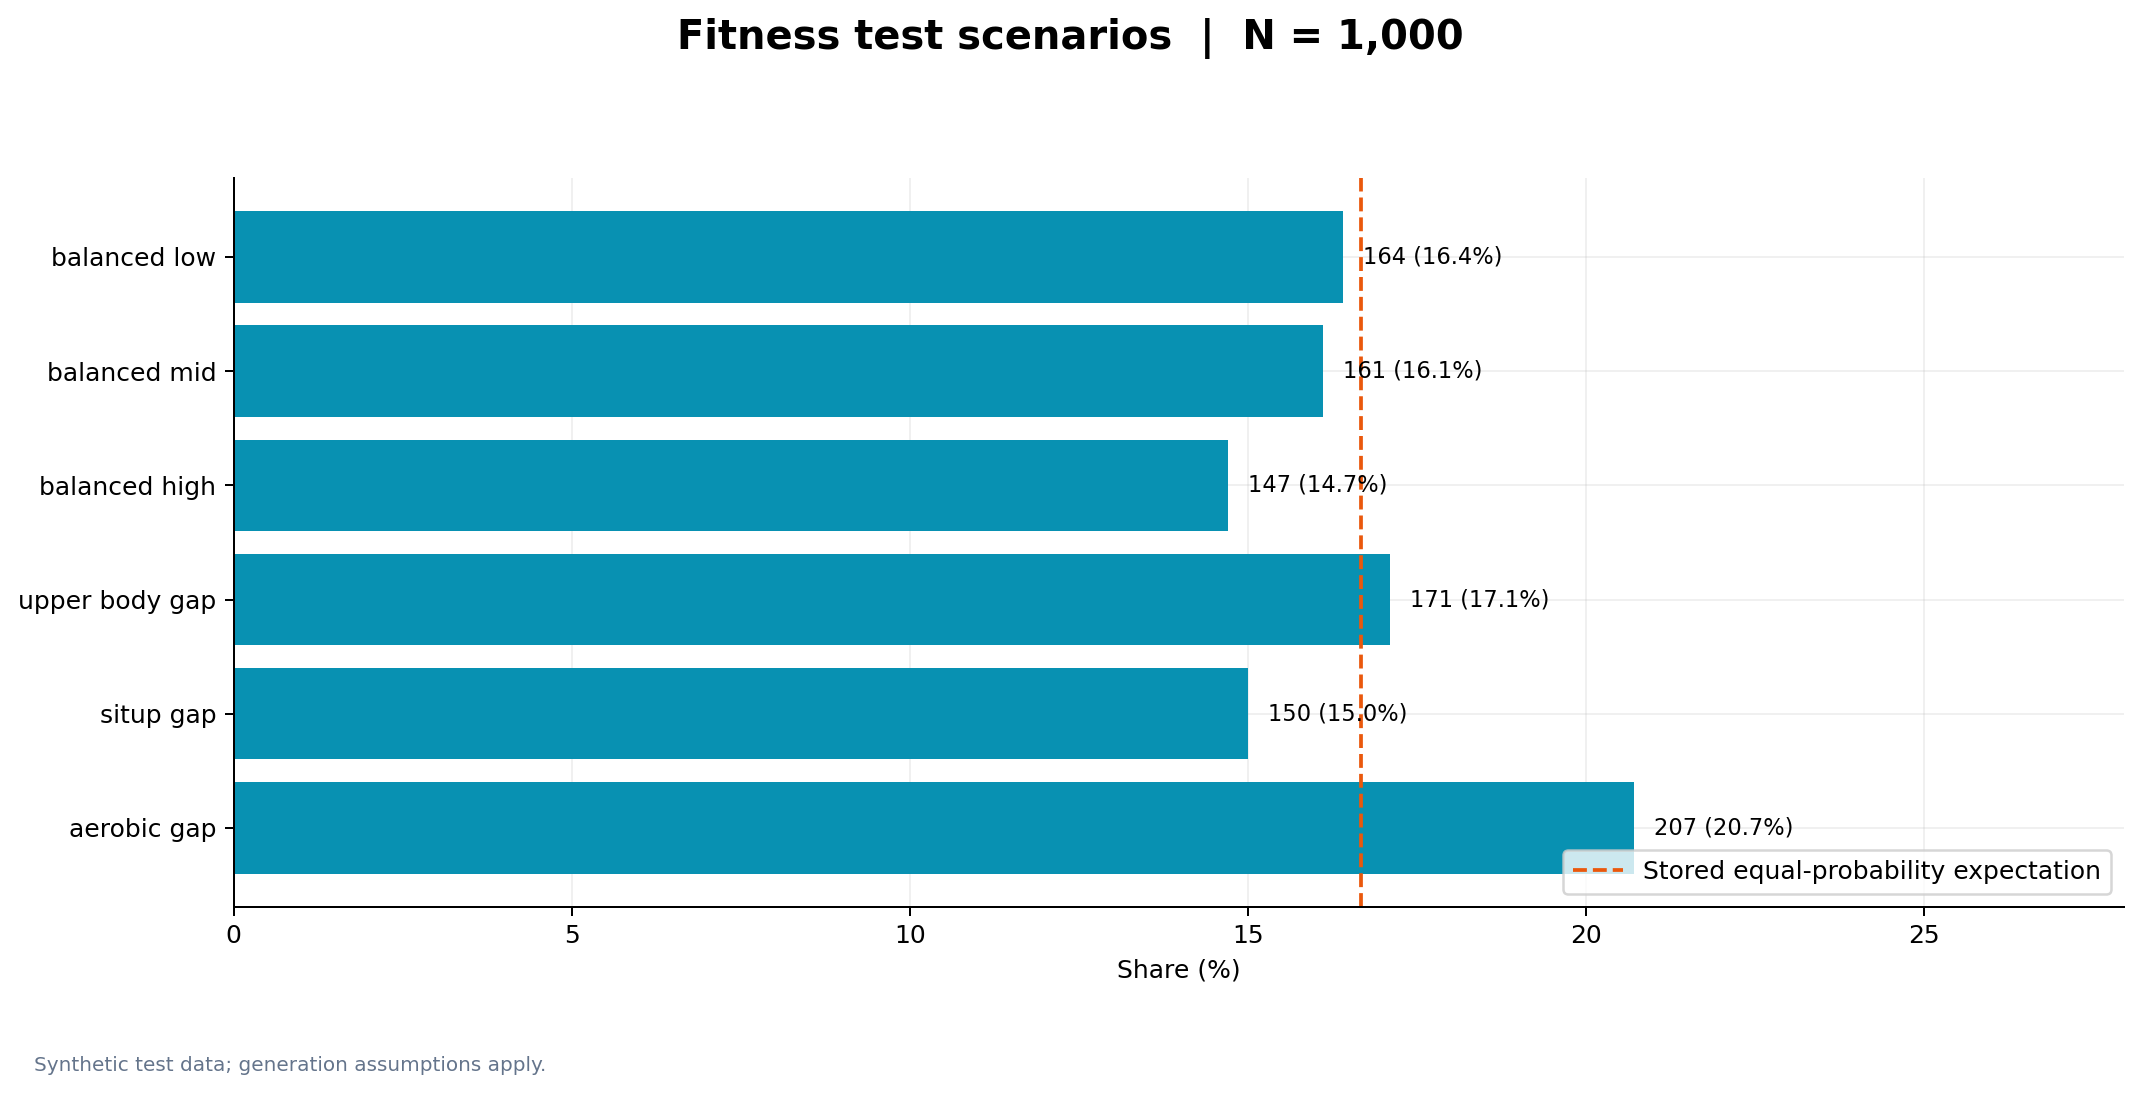 Fitness test scenarios | N = 1,000
balanced low
164 (16.4%)
balanced mid
161 (16.1%)
balanced high
147 (14.7%)
upper body gap
171 (17.1%)
situp gap
150 (15.0%)
aerobic gap
207 (20.7%)
Stored equal-probability expectation
0 5 10 15 20 25
Share (%)
Synthetic test data; generation assumptions apply.